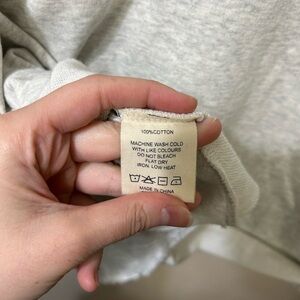 100%COTTON
MACHINE WASH COLD
WITH LIKE COLOURS
DO NOT BLEACH
FLAT DRY
IRON LOW HEAT
MADE IN CHINA